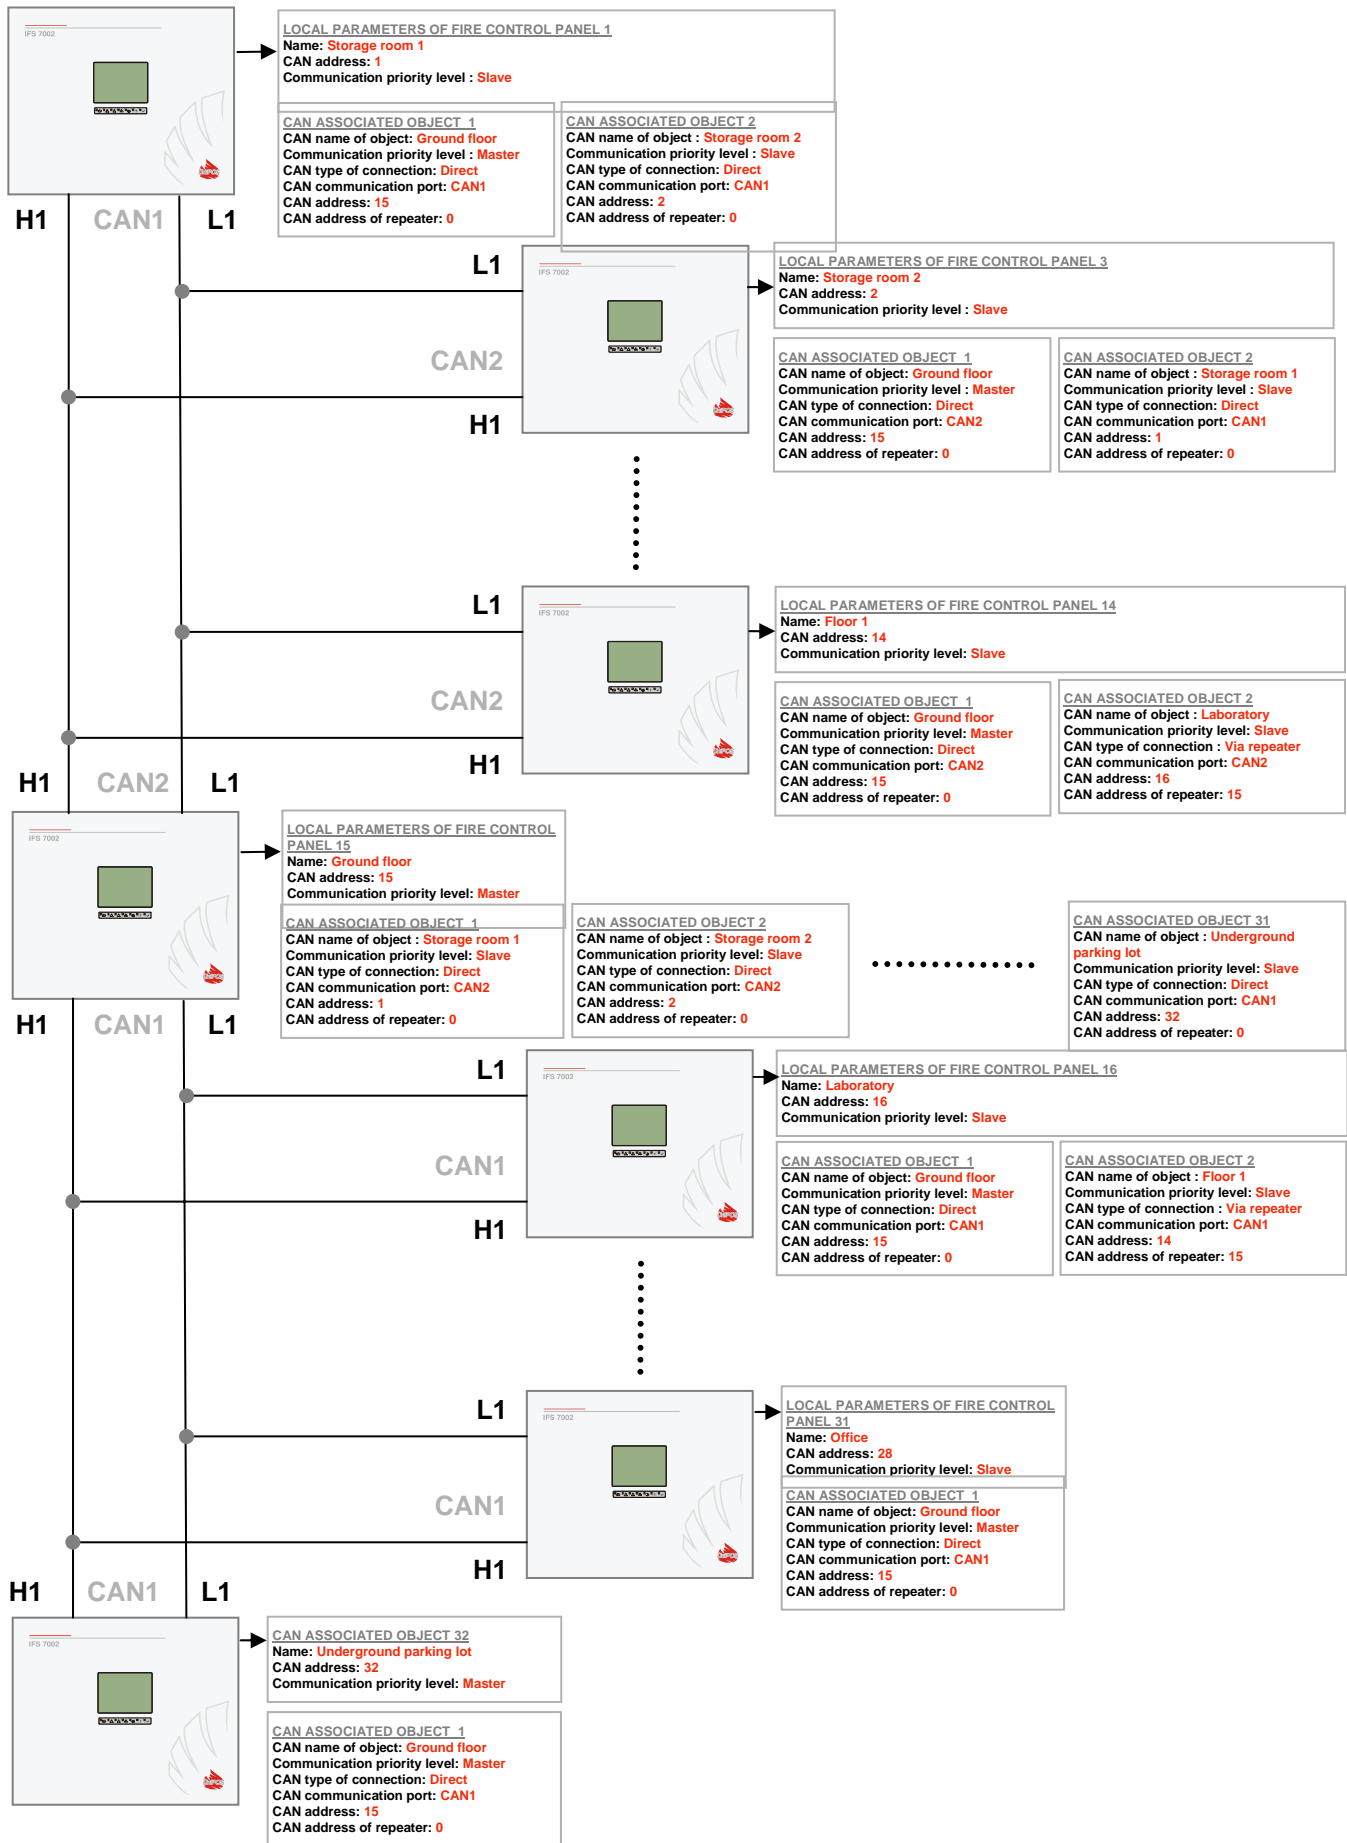 IFS 7002
LOCAL PARAMETERS OF FIRE CONTROL PANEL 1
Name: Storage room 1
CAN address: 1
Communication priority level : Slave
CAN ASSOCIATED OBJECT 1
CAN name of object: Ground floor
Communication priority level : Master
CAN type of connection: Direct
CAN communication port: CAN1
CAN address: 15
CAN address of repeater: 0
CAN ASSOCIATED OBJECT 2
CAN name of object : Storage room 2
Communication priority level : Slave
CAN type of connection: Direct
CAN communication port: CAN1
CAN address: 2
CAN address of repeater: 0
H1 CAN1 L1
L1
CAN2
H1
IFS 7002
LOCAL PARAMETERS OF FIRE CONTROL PANEL 3
Name: Storage room 2
CAN address: 2
Communication priority level : Slave
CAN ASSOCIATED OBJECT 1
CAN name of object: Ground floor
Communication priority level : Master
CAN type of connection: Direct
CAN communication port: CAN2
CAN address: 15
CAN address of repeater: 0
CAN ASSOCIATED OBJECT 2
CAN name of object : Storage room 1
Communication priority level : Slave
CAN type of connection: Direct
CAN communication port: CAN1
CAN address: 1
CAN address of repeater: 0
L1
CAN2
H1
IFS 7002
LOCAL PARAMETERS OF FIRE CONTROL PANEL 14
Name: Floor 1
CAN address: 14
Communication priority level: Slave
CAN ASSOCIATED OBJECT 1
CAN name of object: Ground floor
Communication priority level: Master
CAN type of connection: Direct
CAN communication port: CAN2
CAN address: 15
CAN address of repeater: 0
CAN ASSOCIATED OBJECT 2
CAN name of object : Laboratory
Communication priority level: Slave
CAN type of connection : Via repeater
CAN communication port: CAN2
CAN address: 16
CAN address of repeater: 15
H1 CAN2 L1
IFS 7002
LOCAL PARAMETERS OF FIRE CONTROL
PANEL 15
Name: Ground floor
CAN address: 15
Communication priority level: Master
CAN ASSOCIATED OBJECT 1
CAN name of object : Storage room 1
Communication priority level: Slave
CAN type of connection: Direct
CAN communication port: CAN2
CAN address: 1
CAN address of repeater: 0
CAN ASSOCIATED OBJECT 2
CAN name of object : Storage room 2
Communication priority level: Slave
CAN type of connection: Direct
CAN communication port: CAN2
CAN address: 2
CAN address of repeater: 0
CAN ASSOCIATED OBJECT 31
CAN name of object : Underground
parking lot
Communication priority level: Slave
CAN type of connection: Direct
CAN communication port: CAN1
CAN address: 32
CAN address of repeater: 0
H1 CAN1 L1
L1
CAN1
H1
IFS 7002
LOCAL PARAMETERS OF FIRE CONTROL PANEL 16
Name: Laboratory
CAN address: 16
Communication priority level: Slave
CAN ASSOCIATED OBJECT 1
CAN name of object: Ground floor
Communication priority level: Master
CAN type of connection: Direct
CAN communication port: CAN1
CAN address: 15
CAN address of repeater: 0
CAN ASSOCIATED OBJECT 2
CAN name of object : Floor 1
Communication priority level: Slave
CAN type of connection : Via repeater
CAN communication port: CAN1
CAN address: 14
CAN address of repeater: 15
L1
CAN1
H1
IFS 7002
LOCAL PARAMETERS OF FIRE CONTROL
PANEL 31
Name: Office
CAN address: 28
Communication priority level: Slave
CAN ASSOCIATED OBJECT 1
CAN name of object: Ground floor
Communication priority level: Master
CAN type of connection: Direct
CAN communication port: CAN1
CAN address: 15
CAN address of repeater: 0
H1 CAN1 L1
IFS 7002
CAN ASSOCIATED OBJECT 32
Name: Underground parking lot
CAN address: 32
Communication priority level: Master
CAN ASSOCIATED OBJECT 1
CAN name of object: Ground floor
Communication priority level: Master
CAN type of connection: Direct
CAN communication port: CAN1
CAN address: 15
CAN address of repeater: 0